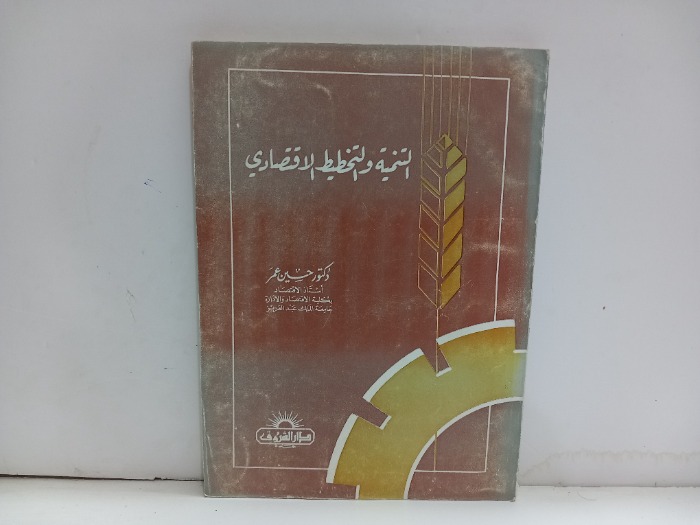 التنمية والتخطيط الاقتصادي
دكتور حسين عمر
أستاذ الاقتصاد
بكلية الاقتصاد والإدارة
جامعة الملك عبد العزيز
دار الشروق